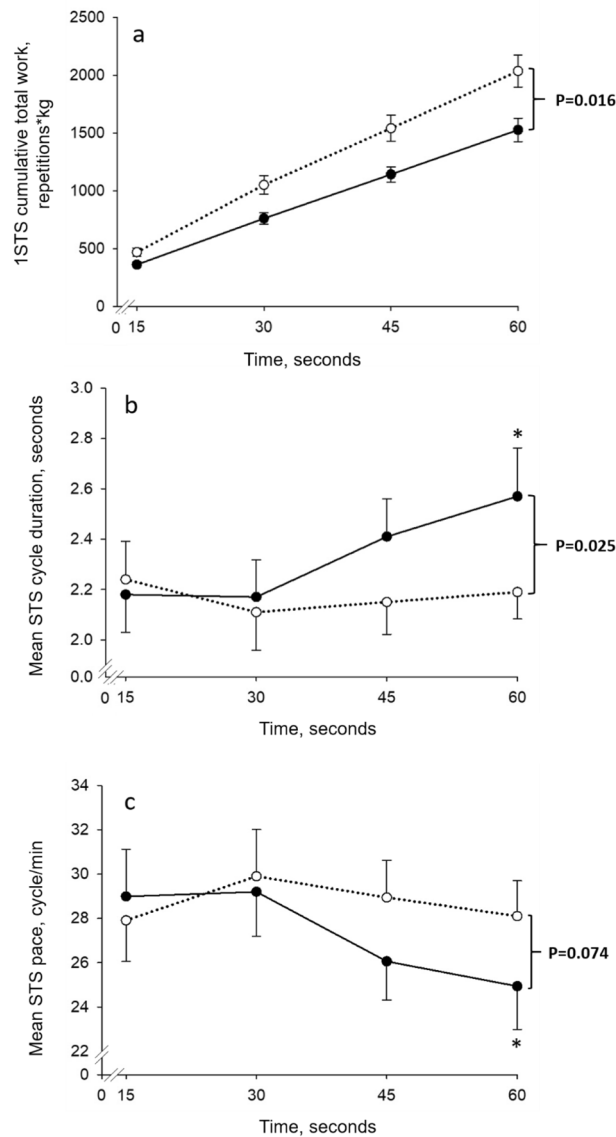 a
1STS cumulative total work,
repetitions*kg
2500
2000
1500
1000
500
0
P=0.016
0 15 30 45 60
Time, seconds
b
Mean STS cycle duration, seconds
3.0
2.8
2.6
2.4
2.2
2.0
0.0
*
P=0.025
0 15 30 45 60
Time, seconds
c
Mean STS pace, cycle/min
34
32
30
28
26
24
22
0
P=0.074
*
0 15 30 45 60
Time, seconds